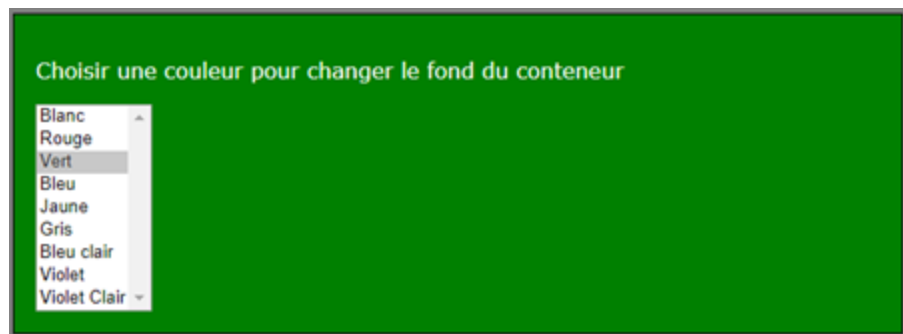 Choisir une couleur pour changer le fond du conteneur
Blanc
Rouge
Vert
Bleu
Jaune
Gris
Bleu clair
Violet
Violet Clair